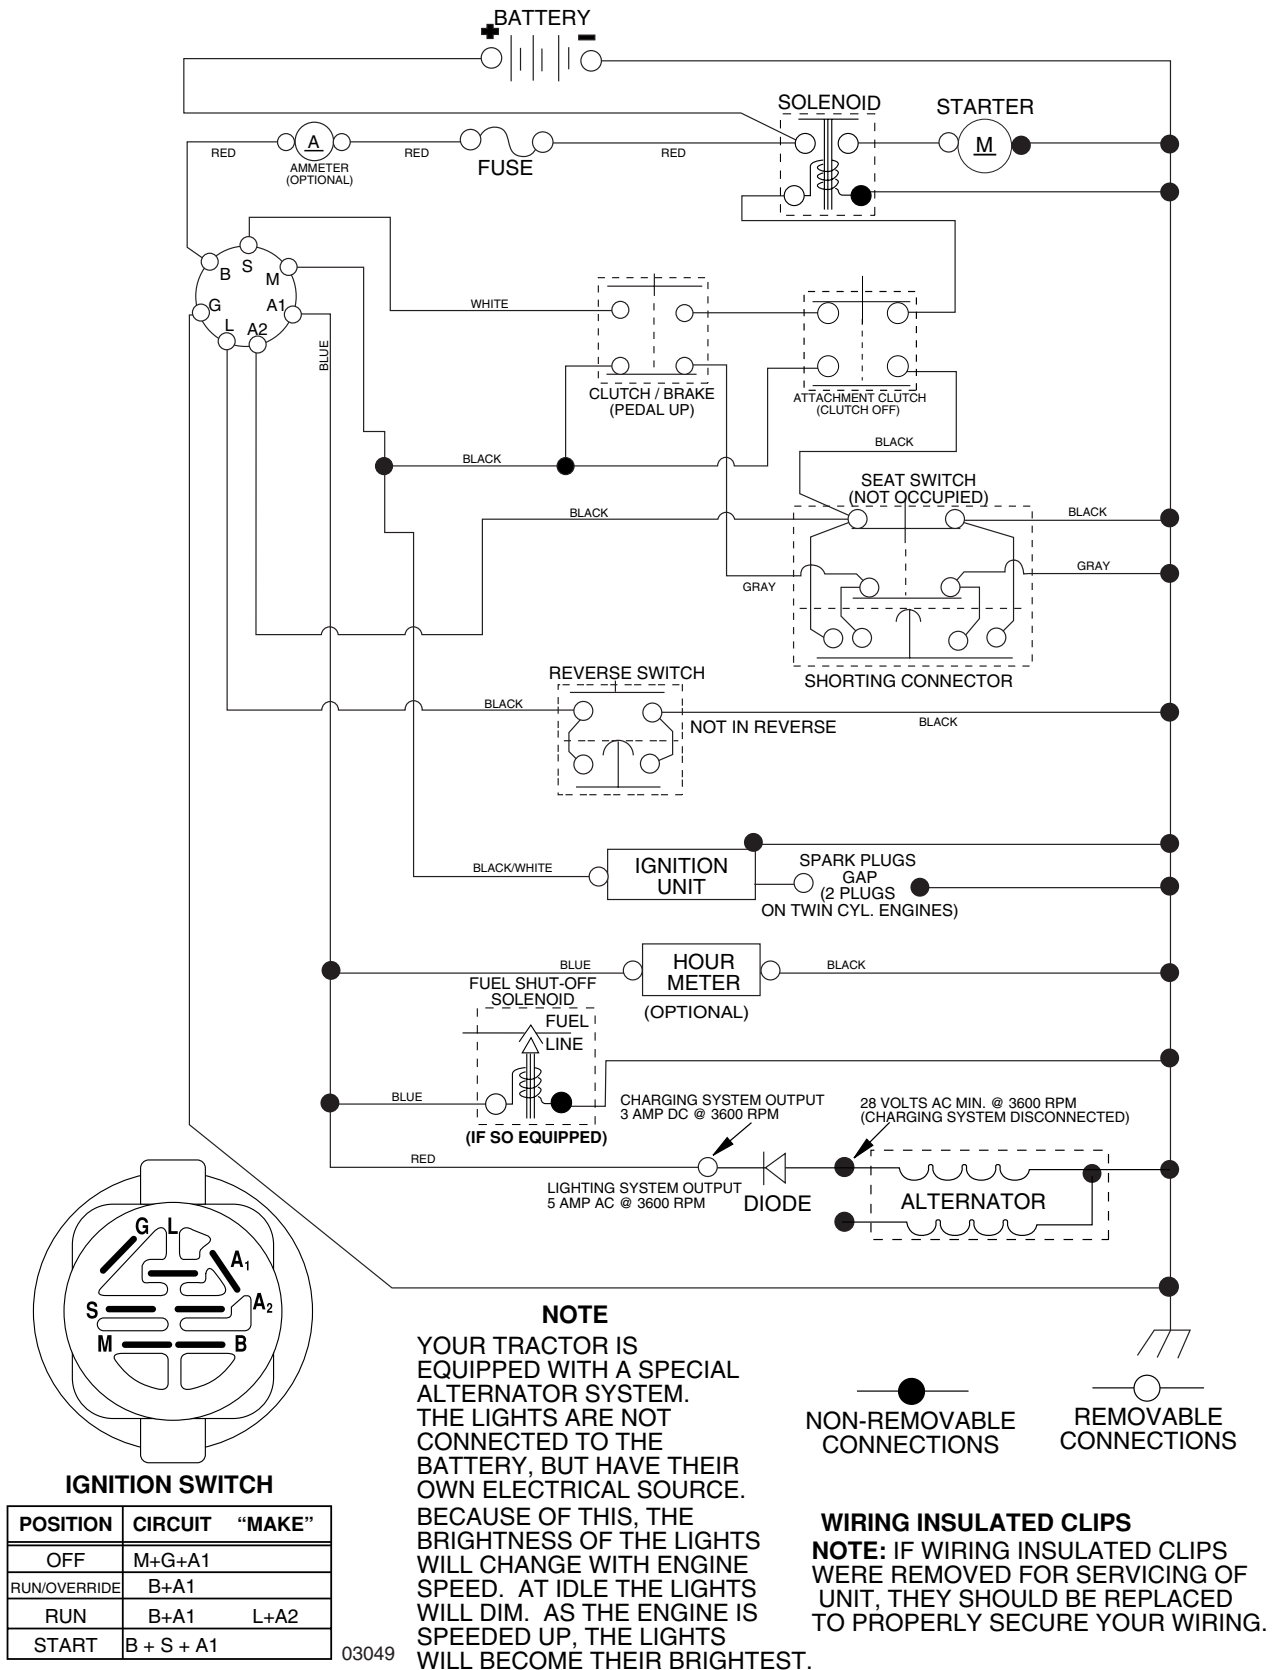 BATTERY
+ -
SOLENOID
STARTER
RED
A
RED
FUSE
RED
M
AMMETER
(OPTIONAL)
B
S
M
G
A1
L
A2
WHITE
BLUE
CLUTCH / BRAKE
(PEDAL UP)
ATTACHMENT CLUTCH
(CLUTCH OFF)
BLACK
BLACK
SEAT SWITCH
(NOT OCCUPIED)
BLACK
BLACK
GRAY
GRAY
SHORTING CONNECTOR
REVERSE SWITCH
BLACK
NOT IN REVERSE
BLACK
BLACK/WHITE
IGNITION
UNIT
SPARK PLUGS
GAP
(2 PLUGS
ON TWIN CYL. ENGINES)
BLUE
HOUR
METER
BLACK
(OPTIONAL)
FUEL SHUT-OFF
SOLENOID
FUEL
LINE
BLUE
(IF SO EQUIPPED)
CHARGING SYSTEM OUTPUT
3 AMP DC @ 3600 RPM
28 VOLTS AC MIN. @ 3600 RPM
(CHARGING SYSTEM DISCONNECTED)
RED
LIGHTING SYSTEM OUTPUT
5 AMP AC @ 3600 RPM
DIODE
ALTERNATOR
G
L
A1
S
A2
M
B
IGNITION SWITCH
POSITION CIRCUIT "MAKE"
OFF M+G+A1
RUN/OVERRIDE B+A1
RUN B+A1 L+A2
START B + S + A1
03049
NOTE
YOUR TRACTOR IS
EQUIPPED WITH A SPECIAL
ALTERNATOR SYSTEM.
THE LIGHTS ARE NOT
CONNECTED TO THE
BATTERY, BUT HAVE THEIR
OWN ELECTRICAL SOURCE.
BECAUSE OF THIS, THE
BRIGHTNESS OF THE LIGHTS
WILL CHANGE WITH ENGINE
SPEED. AT IDLE THE LIGHTS
WILL DIM. AS THE ENGINE IS
SPEEDED UP, THE LIGHTS
WILL BECOME THEIR BRIGHTEST.
NON-REMOVABLE
CONNECTIONS
REMOVABLE
CONNECTIONS
WIRING INSULATED CLIPS
NOTE: IF WIRING INSULATED CLIPS
WERE REMOVED FOR SERVICING OF
UNIT, THEY SHOULD BE REPLACED
TO PROPERLY SECURE YOUR WIRING.